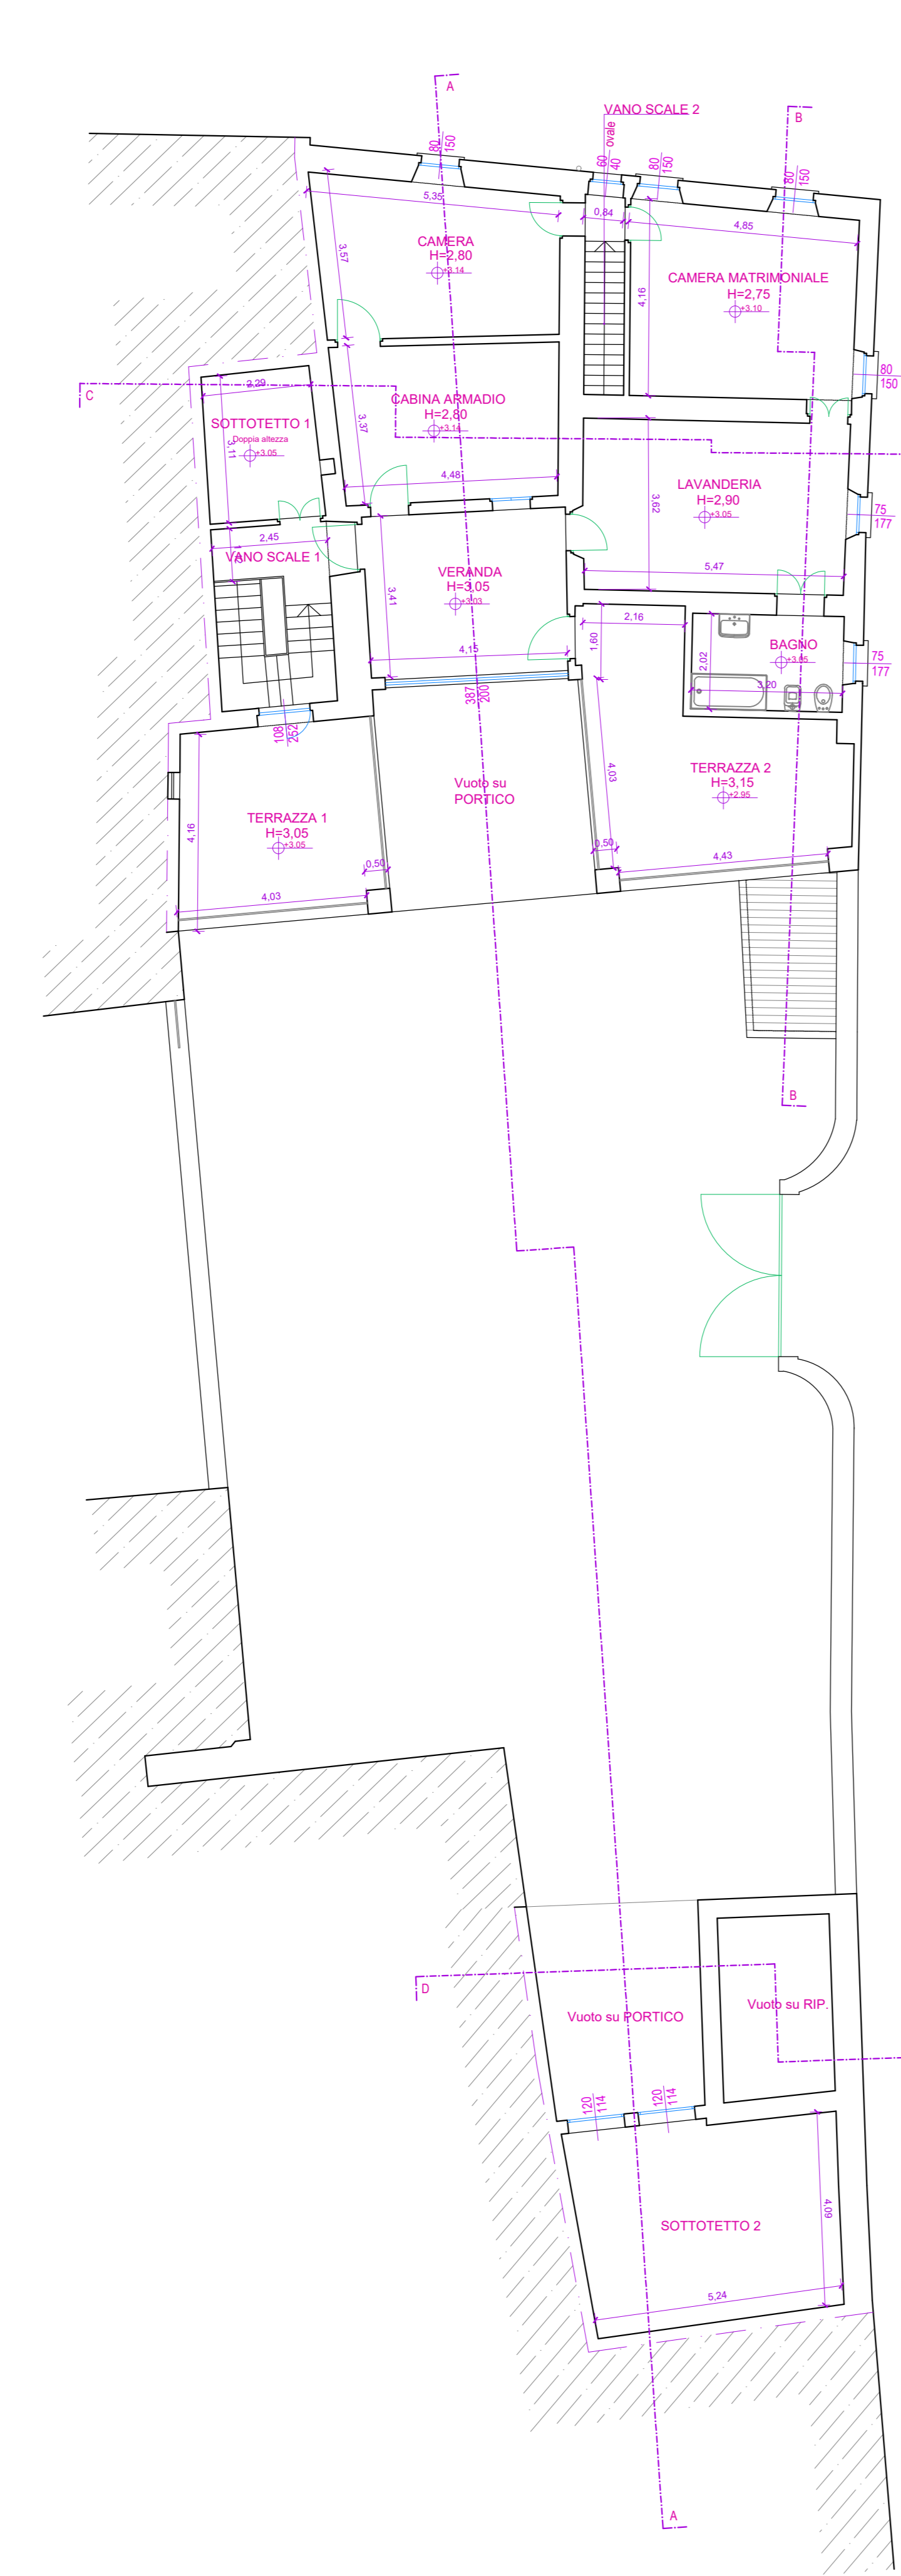 A
VANO SCALE 2
B
80
150
60
40
ovale
80
150
80
150
5,35
0,84
4,85
3,57
CAMERA
H=2,80
+3.14
4,16
CAMERA MATRIMONIALE
H=2,75
+3.10
80
150
C
2,29
SOTTOTETTO 1
Doppia altezza
+3.05
3,11
CABINA ARMADIO
H=2,80
+3.14
3,37
4,48
LAVANDERIA
H=2,90
+3.05
3,62
5,47
75
177
2,45
VANO SCALE 1
VERANDA
H=3,05
+3.03
3,41
4,15
387
200
2,16
1,60
BAGNO
+3.05
2,02
3,20
75
177
108
252
TERRAZZA 1
H=3,05
+3.05
4,16
4,03
0,50
Vuoto su
PORTICO
TERRAZZA 2
H=3,15
+2.95
4,03
0,50
4,43
B
D
Vuoto su PORTICO
Vuoto su RIP.
120
114
120
114
SOTTOTETTO 2
4,09
5,24
A